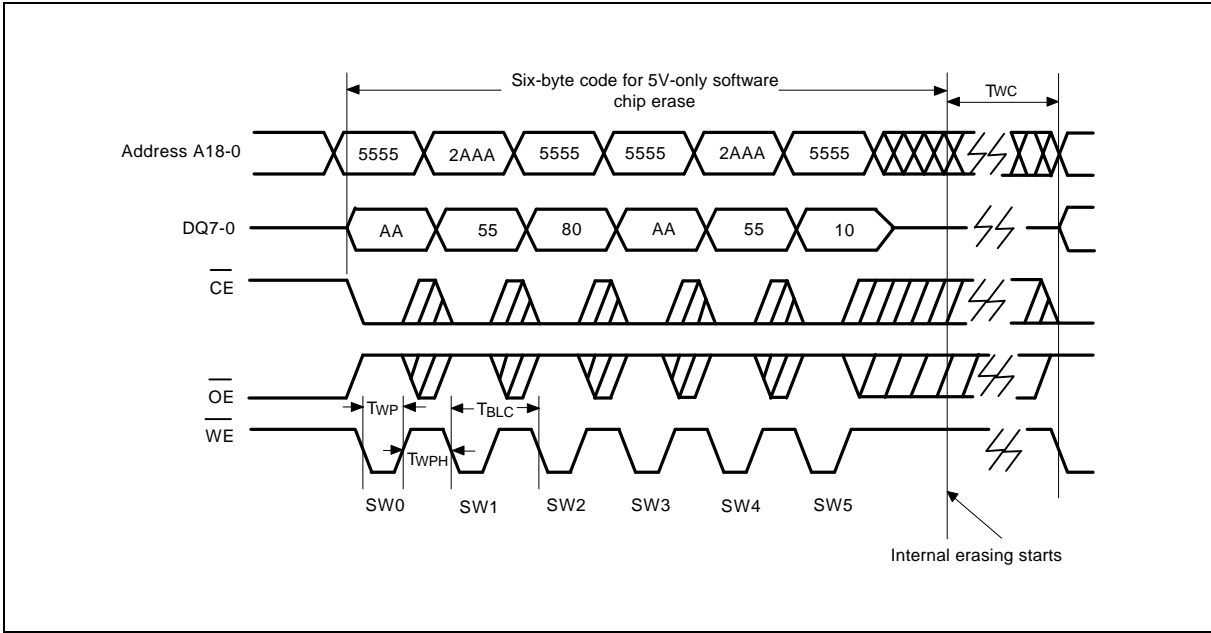 Six-byte code for 5V-only software
chip erase
TWC
Address A18-0
5555 2AAA 5555 5555 2AAA 5555
DQ7-0
AA 55 80 AA 55 10
CE
OE
TWP
TBLC
WE
TWPH
SW0 SW1 SW2 SW3 SW4 SW5
Internal erasing starts